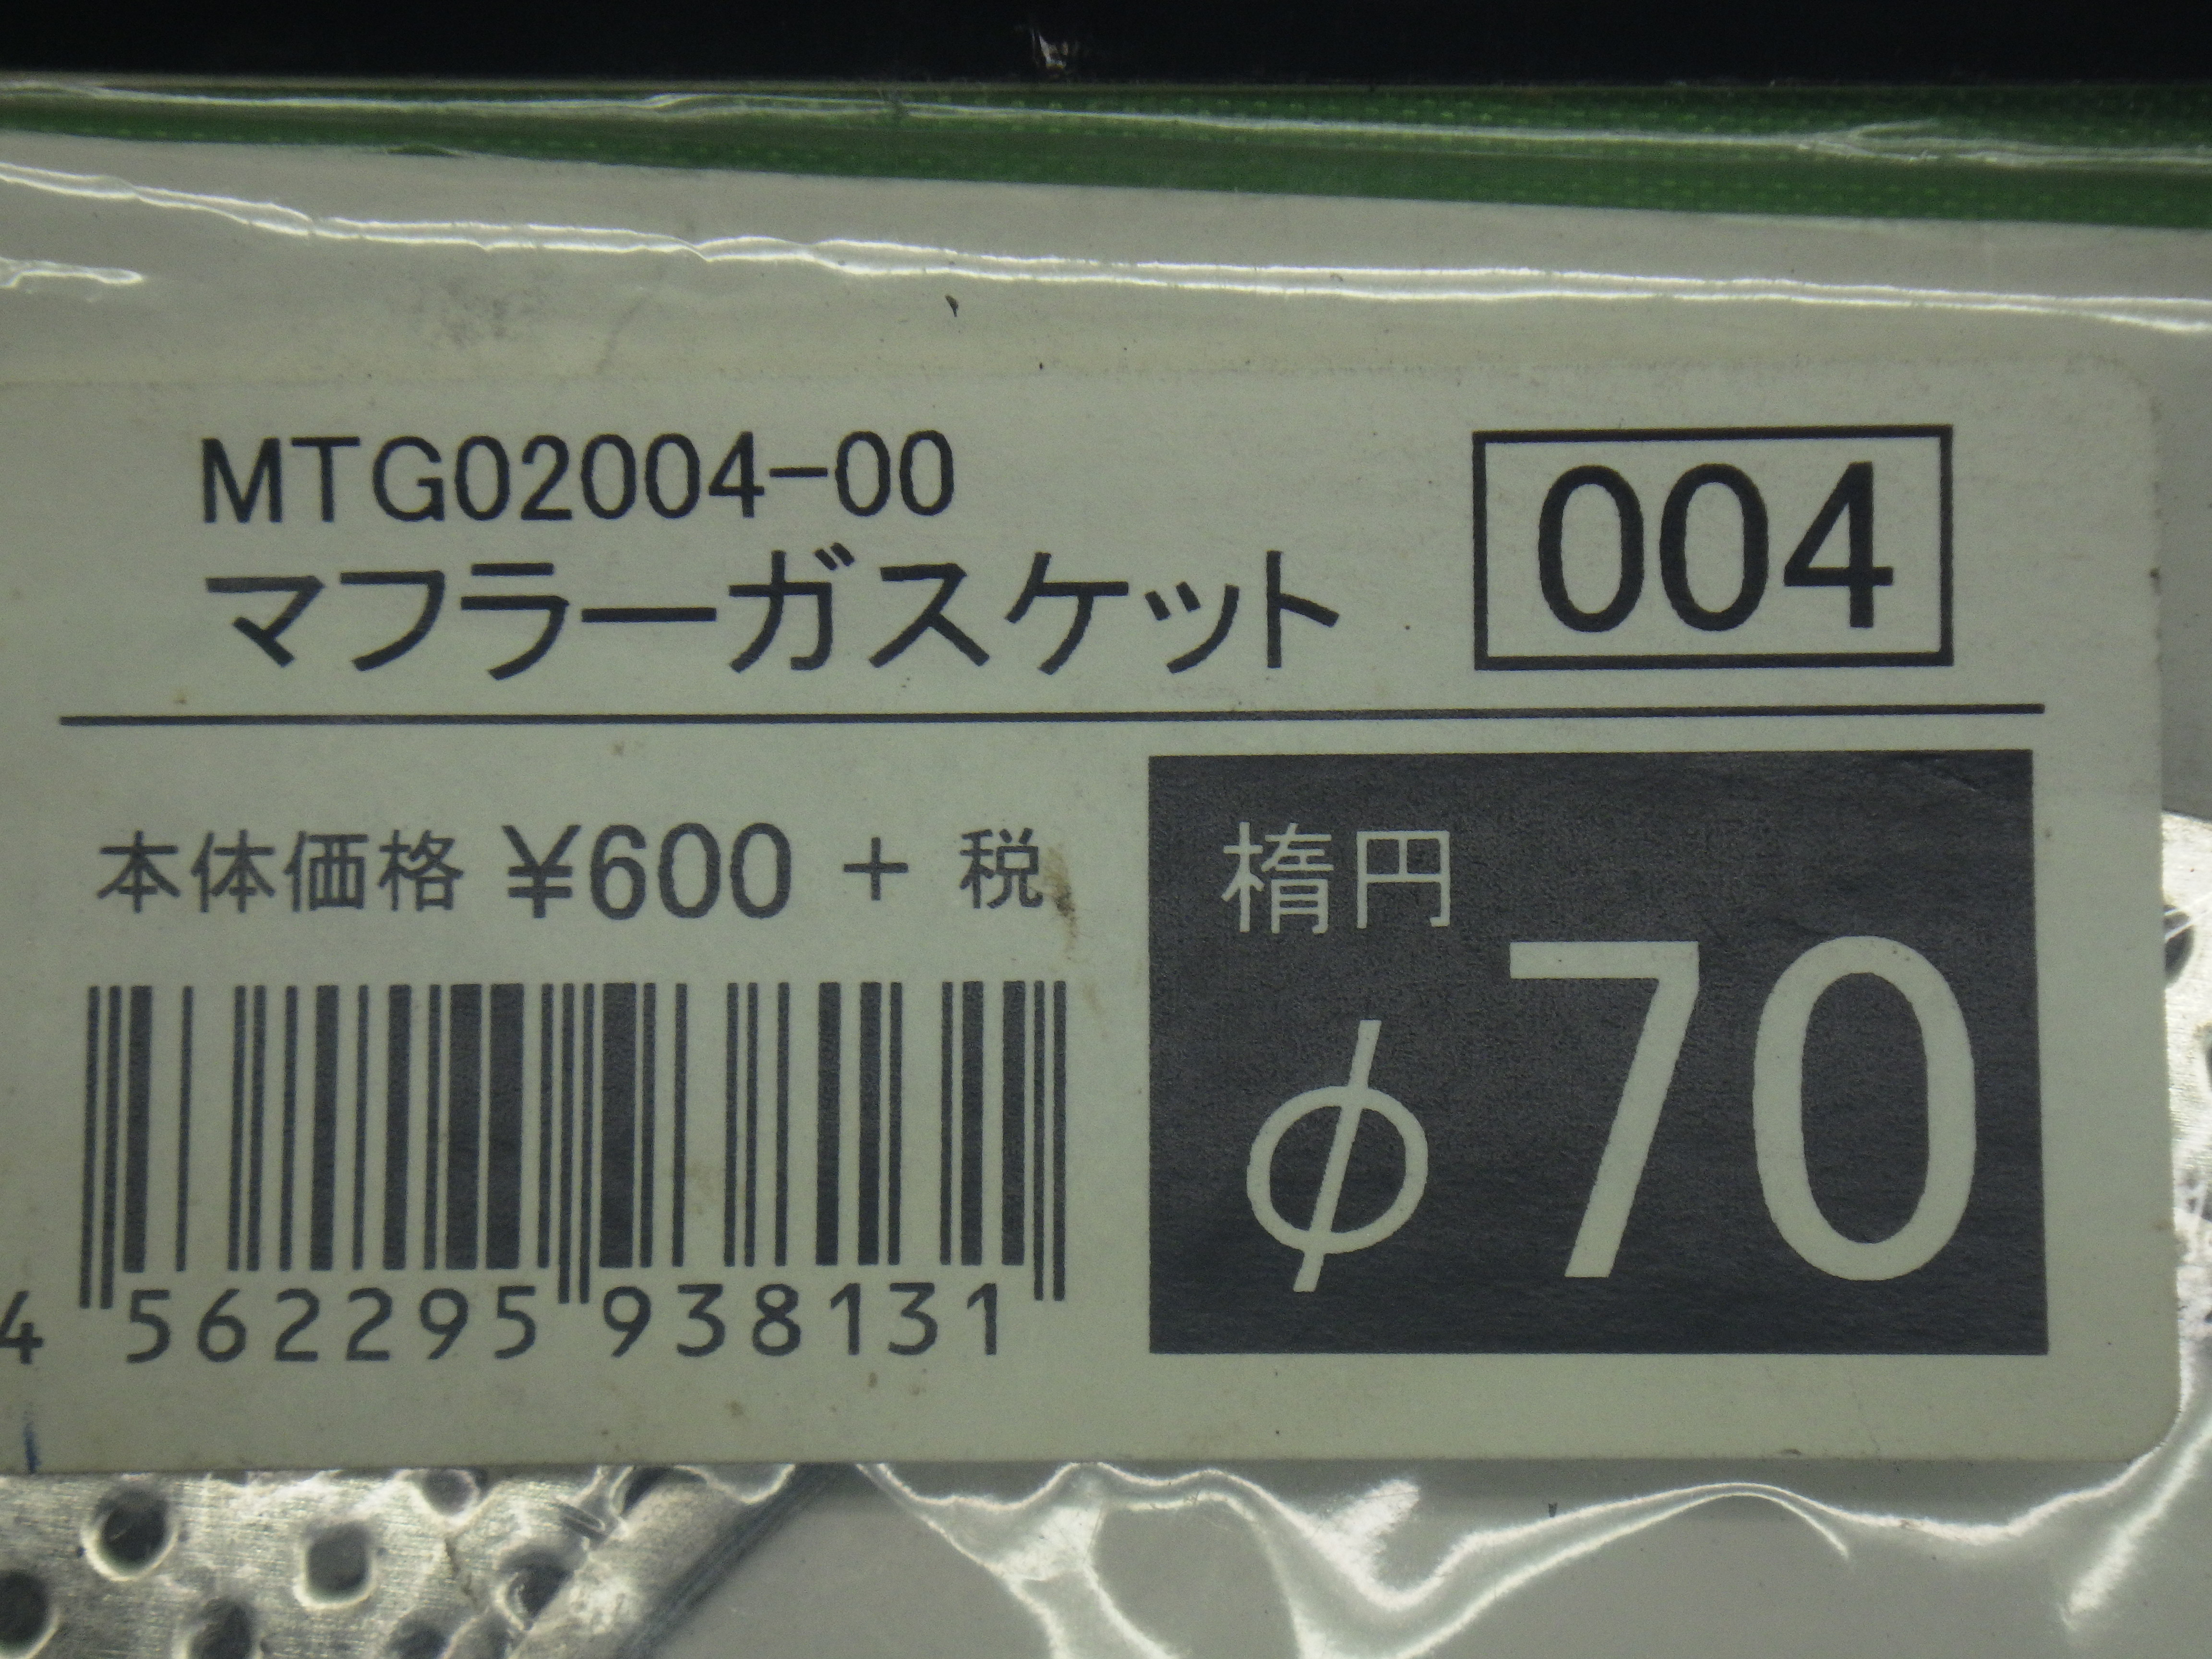 MTG02004-00
マフラーガスケット
004
本体価格 ¥600 + 税
楕円
φ70
4 562295 938131